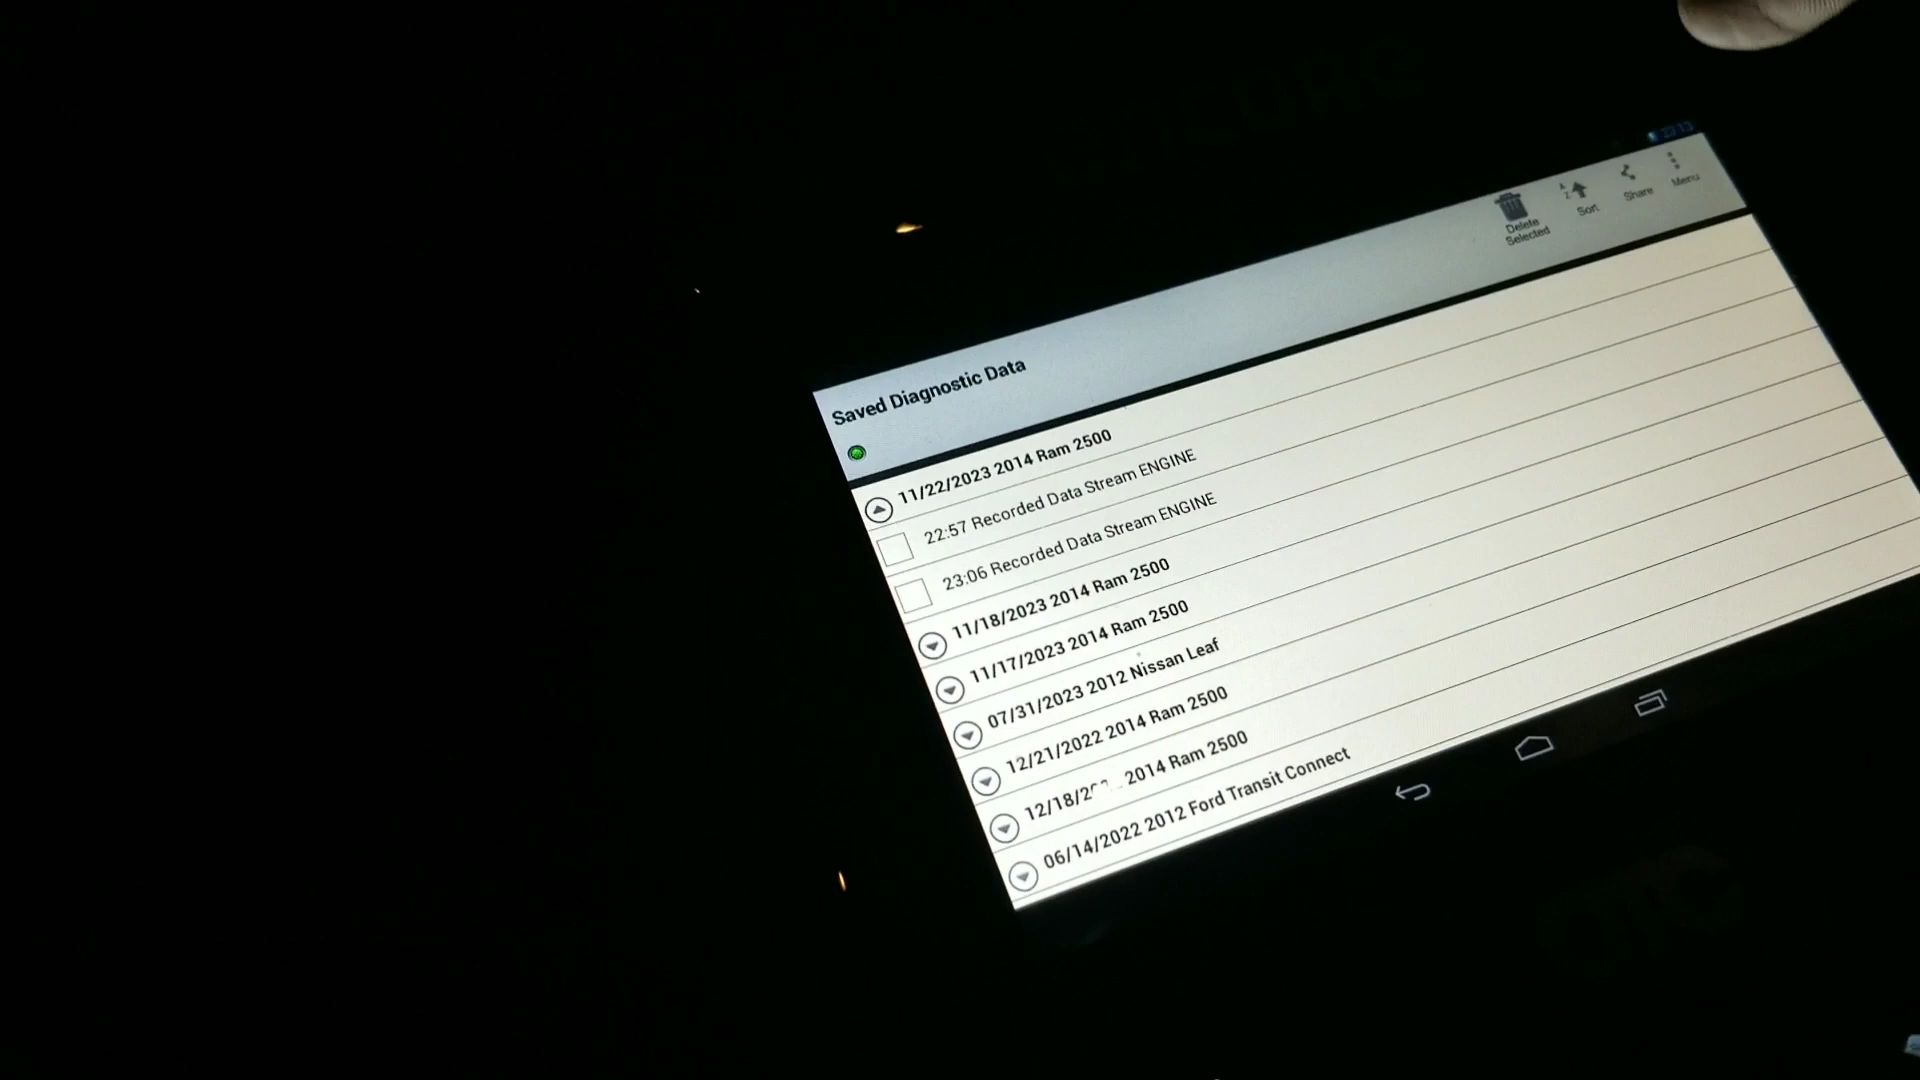 23:13
Delete Selected
Sort
Share
Menu
Saved Diagnostic Data
11/22/2023 2014 Ram 2500
22:57 Recorded Data Stream ENGINE
23:06 Recorded Data Stream ENGINE
11/18/2023 2014 Ram 2500
11/17/2023 2014 Ram 2500
07/31/2023 2012 Nissan Leaf
12/21/2022 2014 Ram 2500
2014 Ram 2500
06/14/2022 2012 Ford Transit Connect